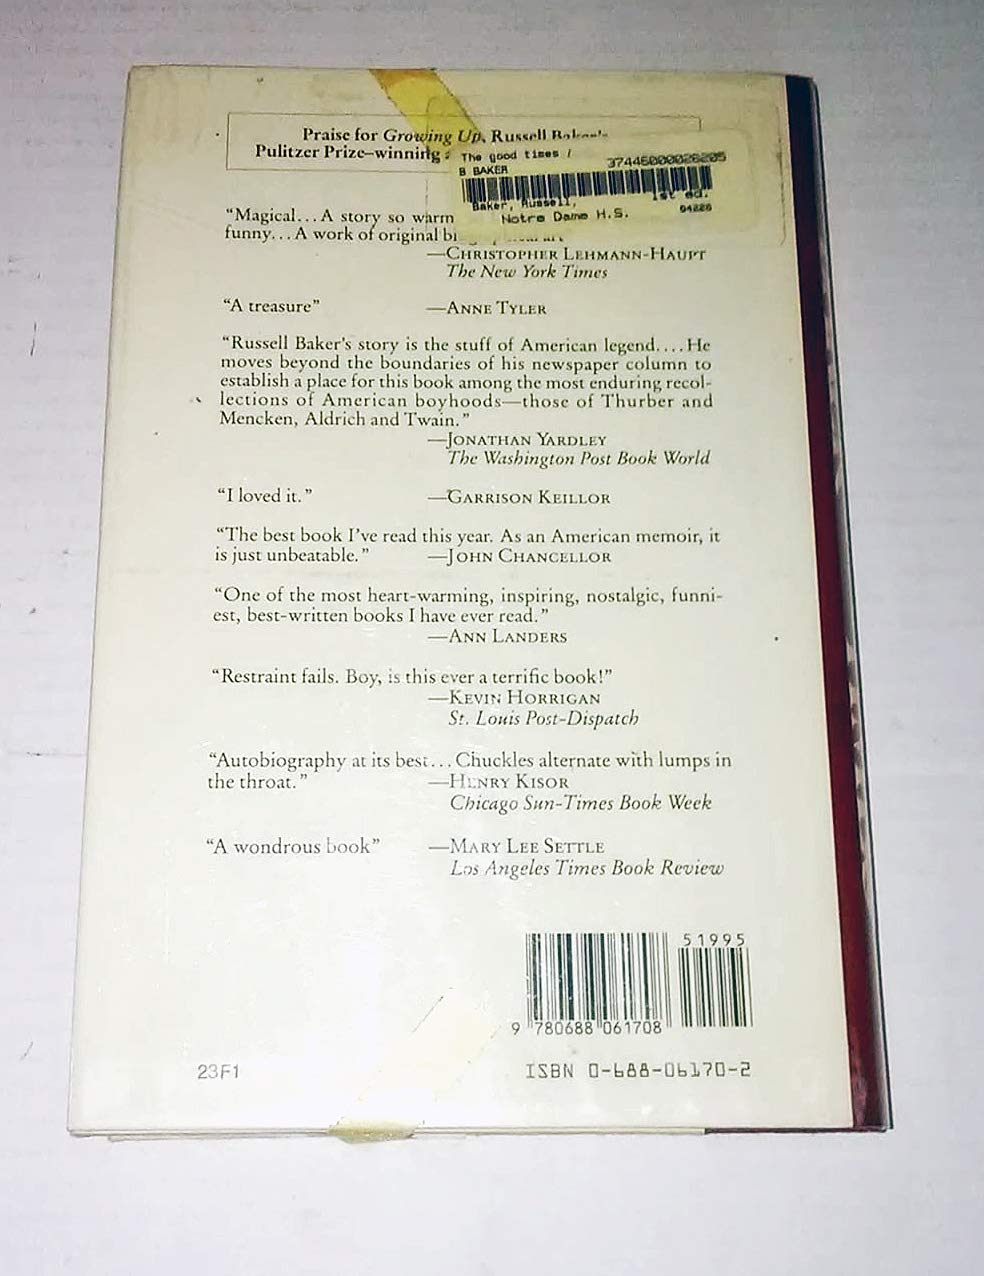 Praise for Growing Up, Russell Baker's
Pulitzer Prize–winning
The good times /
B BAKER
37446000026205
Baker, Russell,
1st ed.
Notre Dame H.S.
04226
“Magical...A story so warm
funny...A work of original
—CHRISTOPHER LEHMANN-HAUPT
The New York Times
“A treasure” —ANNE TYLER
“Russell Baker's story is the stuff of American legend....He
moves beyond the boundaries of his newspaper column to
establish a place for this book among the most enduring recol-
lections of American boyhoods—those of Thurber and
Mencken, Aldrich and Twain.”
—JONATHAN YARDLEY
The Washington Post Book World
“I loved it.” —GARRISON KEILLOR
“The best book I've read this year. As an American memoir, it
is just unbeatable.” —JOHN CHANCELLOR
“One of the most heart-warming, inspiring, nostalgic, funni-
est, best-written books I have ever read.”
—ANN LANDERS
“Restraint fails. Boy, is this ever a terrific book!”
—KEVIN HORRIGAN
St. Louis Post-Dispatch
“Autobiography at its best...Chuckles alternate with lumps in
the throat.” —HENRY KISOR
Chicago Sun-Times Book Week
“A wondrous book” —MARY LEE SETTLE
Los Angeles Times Book Review
51995
9 780688 061708
23F1
ISBN 0-688-06170-2